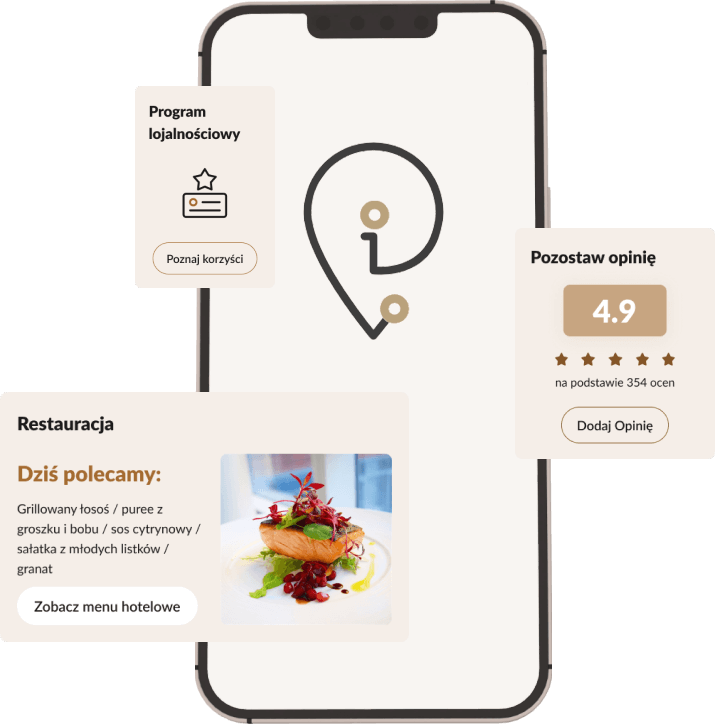 Program
lojalnościowy
Poznaj korzyści
Pozostaw opinię
4.9
na podstawie 354 ocen
Dodaj Opinię
Restauracja
Dziś polecamy:
Grillowany łosoś / puree z
groszku i bobu / sos cytrynowy /
sałatka z młodych listków /
granat
Zobacz menu hotelowe